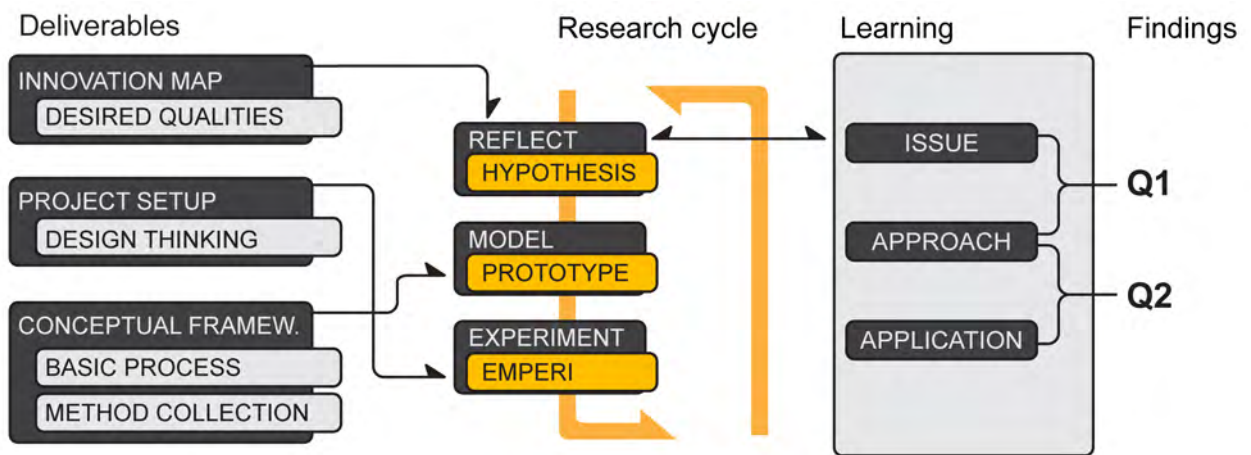 Deliverables
Research cycle
Learning
Findings
INNOVATION MAP
DESIRED QUALITIES
PROJECT SETUP
DESIGN THINKING
CONCEPTUAL FRAMEW.
BASIC PROCESS
METHOD COLLECTION
REFLECT
HYPOTHESIS
MODEL
PROTOTYPE
EXPERIMENT
EMPERI
ISSUE
APPROACH
APPLICATION
Q1
Q2